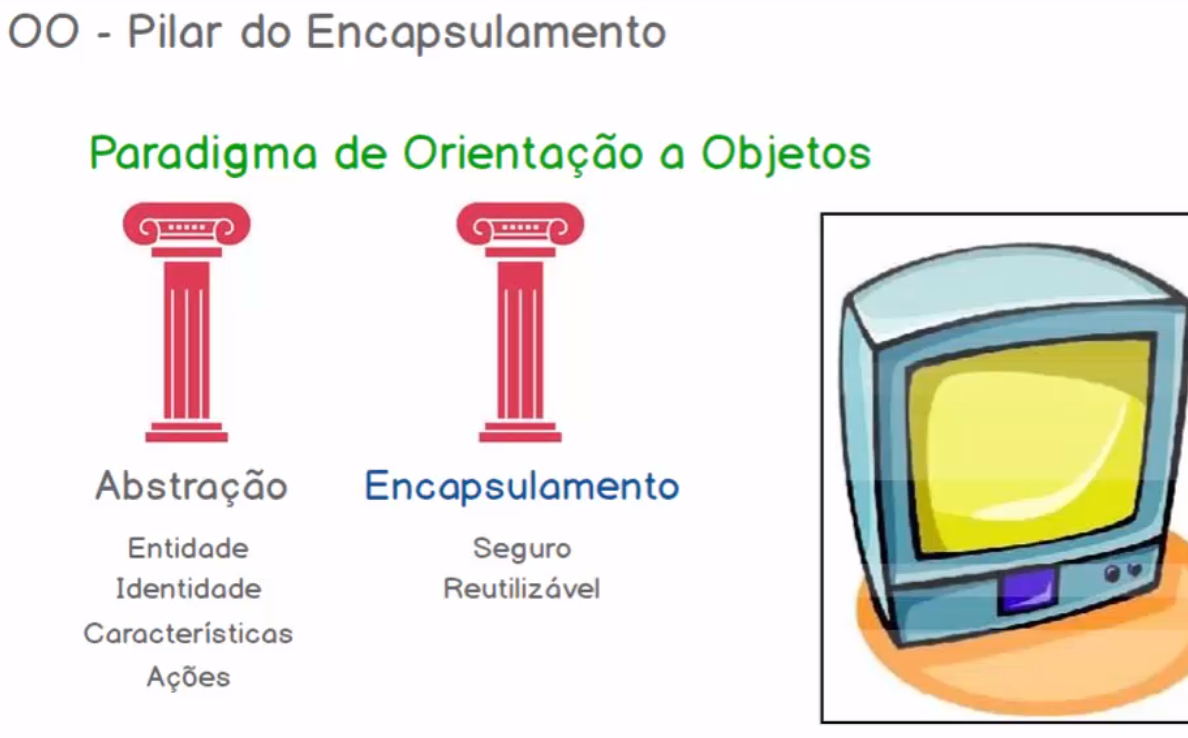 OO - Pilar do Encapsulamento
Paradigma de Orientação a Objetos
Abstração
Entidade
Identidade
Características
Ações
Encapsulamento
Seguro
Reutilizável